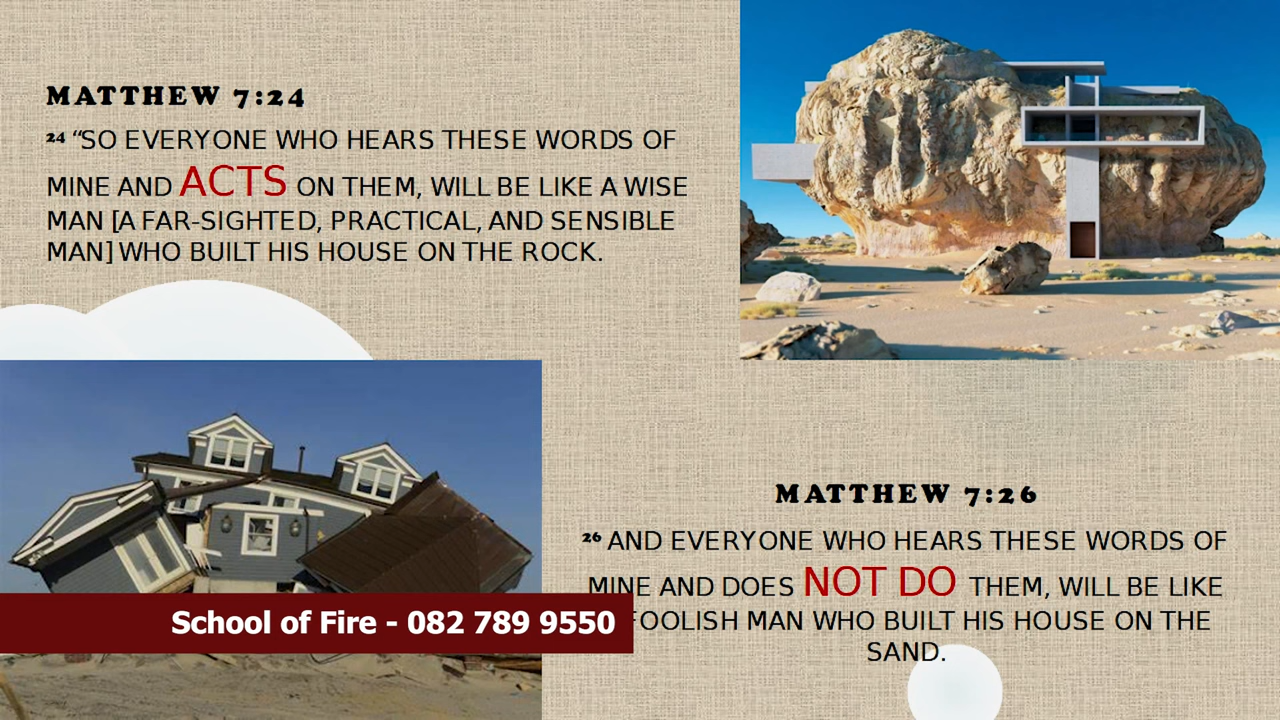 MATTHEW 7:24
24 “SO EVERYONE WHO HEARS THESE WORDS OF
MINE AND ACTS ON THEM, WILL BE LIKE A WISE
MAN [A FAR-SIGHTED, PRACTICAL, AND SENSIBLE
MAN] WHO BUILT HIS HOUSE ON THE ROCK.
MATTHEW 7:26
26 AND EVERYONE WHO HEARS THESE WORDS OF
MINE AND DOES NOT DO THEM, WILL BE LIKE
FOOLISH MAN WHO BUILT HIS HOUSE ON THE
SAND.
School of Fire - 082 789 9550